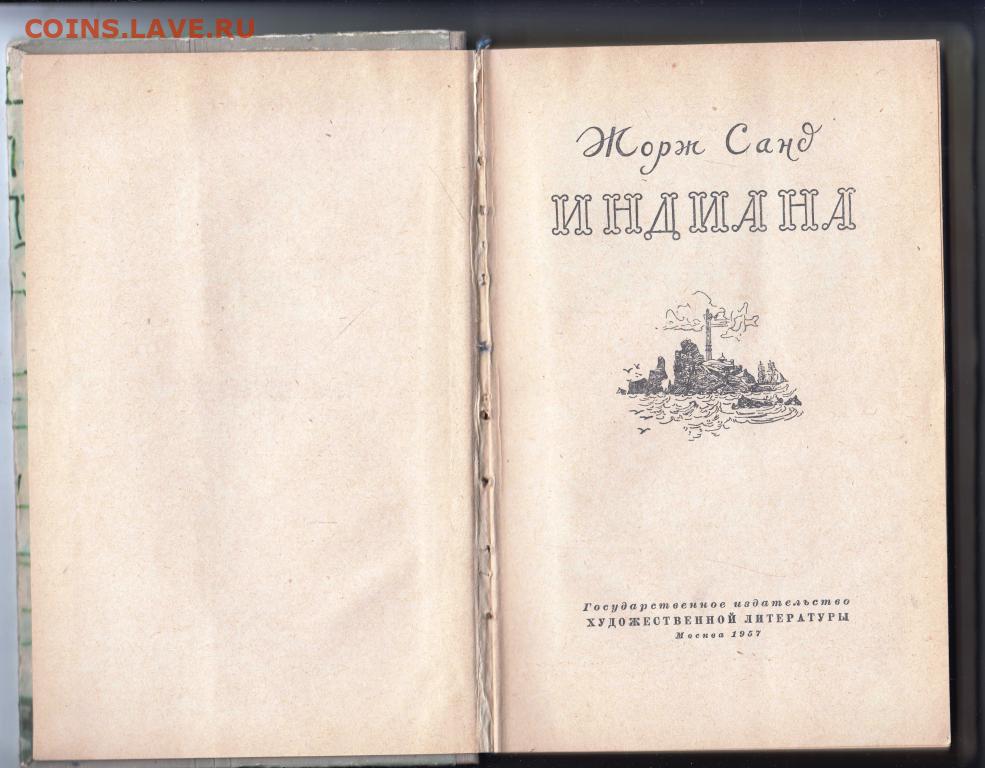 COINS.LAVE.RU
Жорж Санд
ИНДИАНА
Государственное издательство
ХУДОЖЕСТВЕННОЙ ЛИТЕРАТУРЫ
Москва 1957